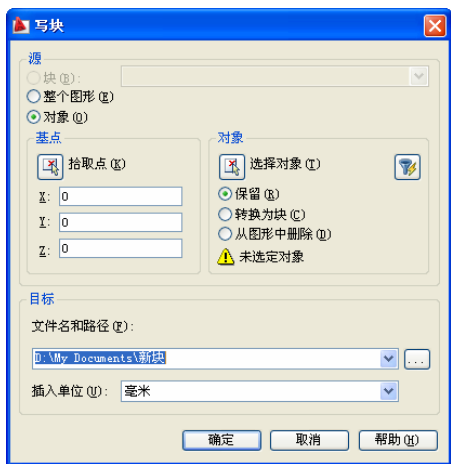 写块
源
块(B):
整个图形(E)
对象(O)
基点
拾取点(K)
X: 0
Y: 0
Z: 0
对象
选择对象(T)
保留(R)
转换为块(C)
从图形中删除(D)
未选定对象
目标
文件名和路径(F):
D:\My Documents\新块
...
插入单位(U): 毫米
确定 取消 帮助(H)